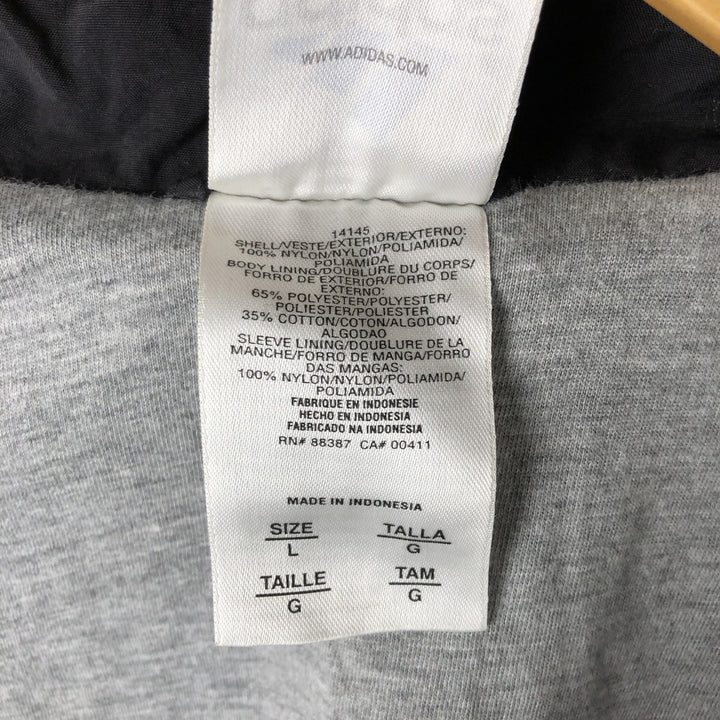 WWW.ADIDAS.COM
14145
SHELL/VESTE/EXTERIOR/EXTERNO:
100% NYLON/NYLON/POLIAMIDA/
POLIAMIDA
BODY LINING/DOUBLURE DU CORPS/
FORRO DE EXTERIOR/FORRO DE
EXTERNO:
65% POLYESTER/POLYESTER/
POLIESTER/POLIESTER
35% COTTON/COTON/ALGODON/
ALGODAO
SLEEVE LINING/DOUBLURE DE LA
MANCHE/FORRO DE MANGA/FORRO
DAS MANGAS:
100% NYLON/NYLON/POLIAMIDA/
POLIAMIDA
FABRIQUE EN INDONESIE
HECHO EN INDONESIA
FABRICADO NA INDONESIA
RN# 88387 CA# 00411
MADE IN INDONESIA
SIZE TALLA
L G
TAILLE TAM
G G